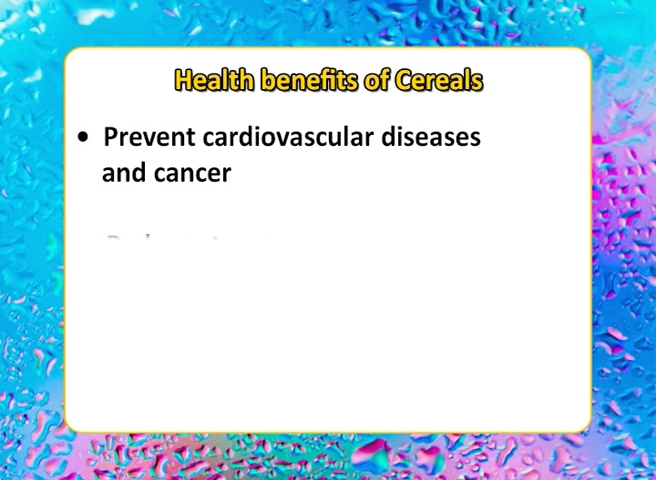 Health benefits of Cereals
• Prevent cardiovascular diseases
and cancer